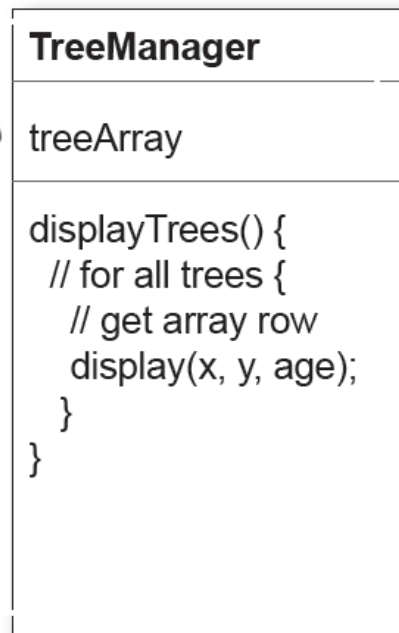 TreeManager
treeArray
displayTrees() {
// for all trees {
// get array row
display(x, y, age);
}
}